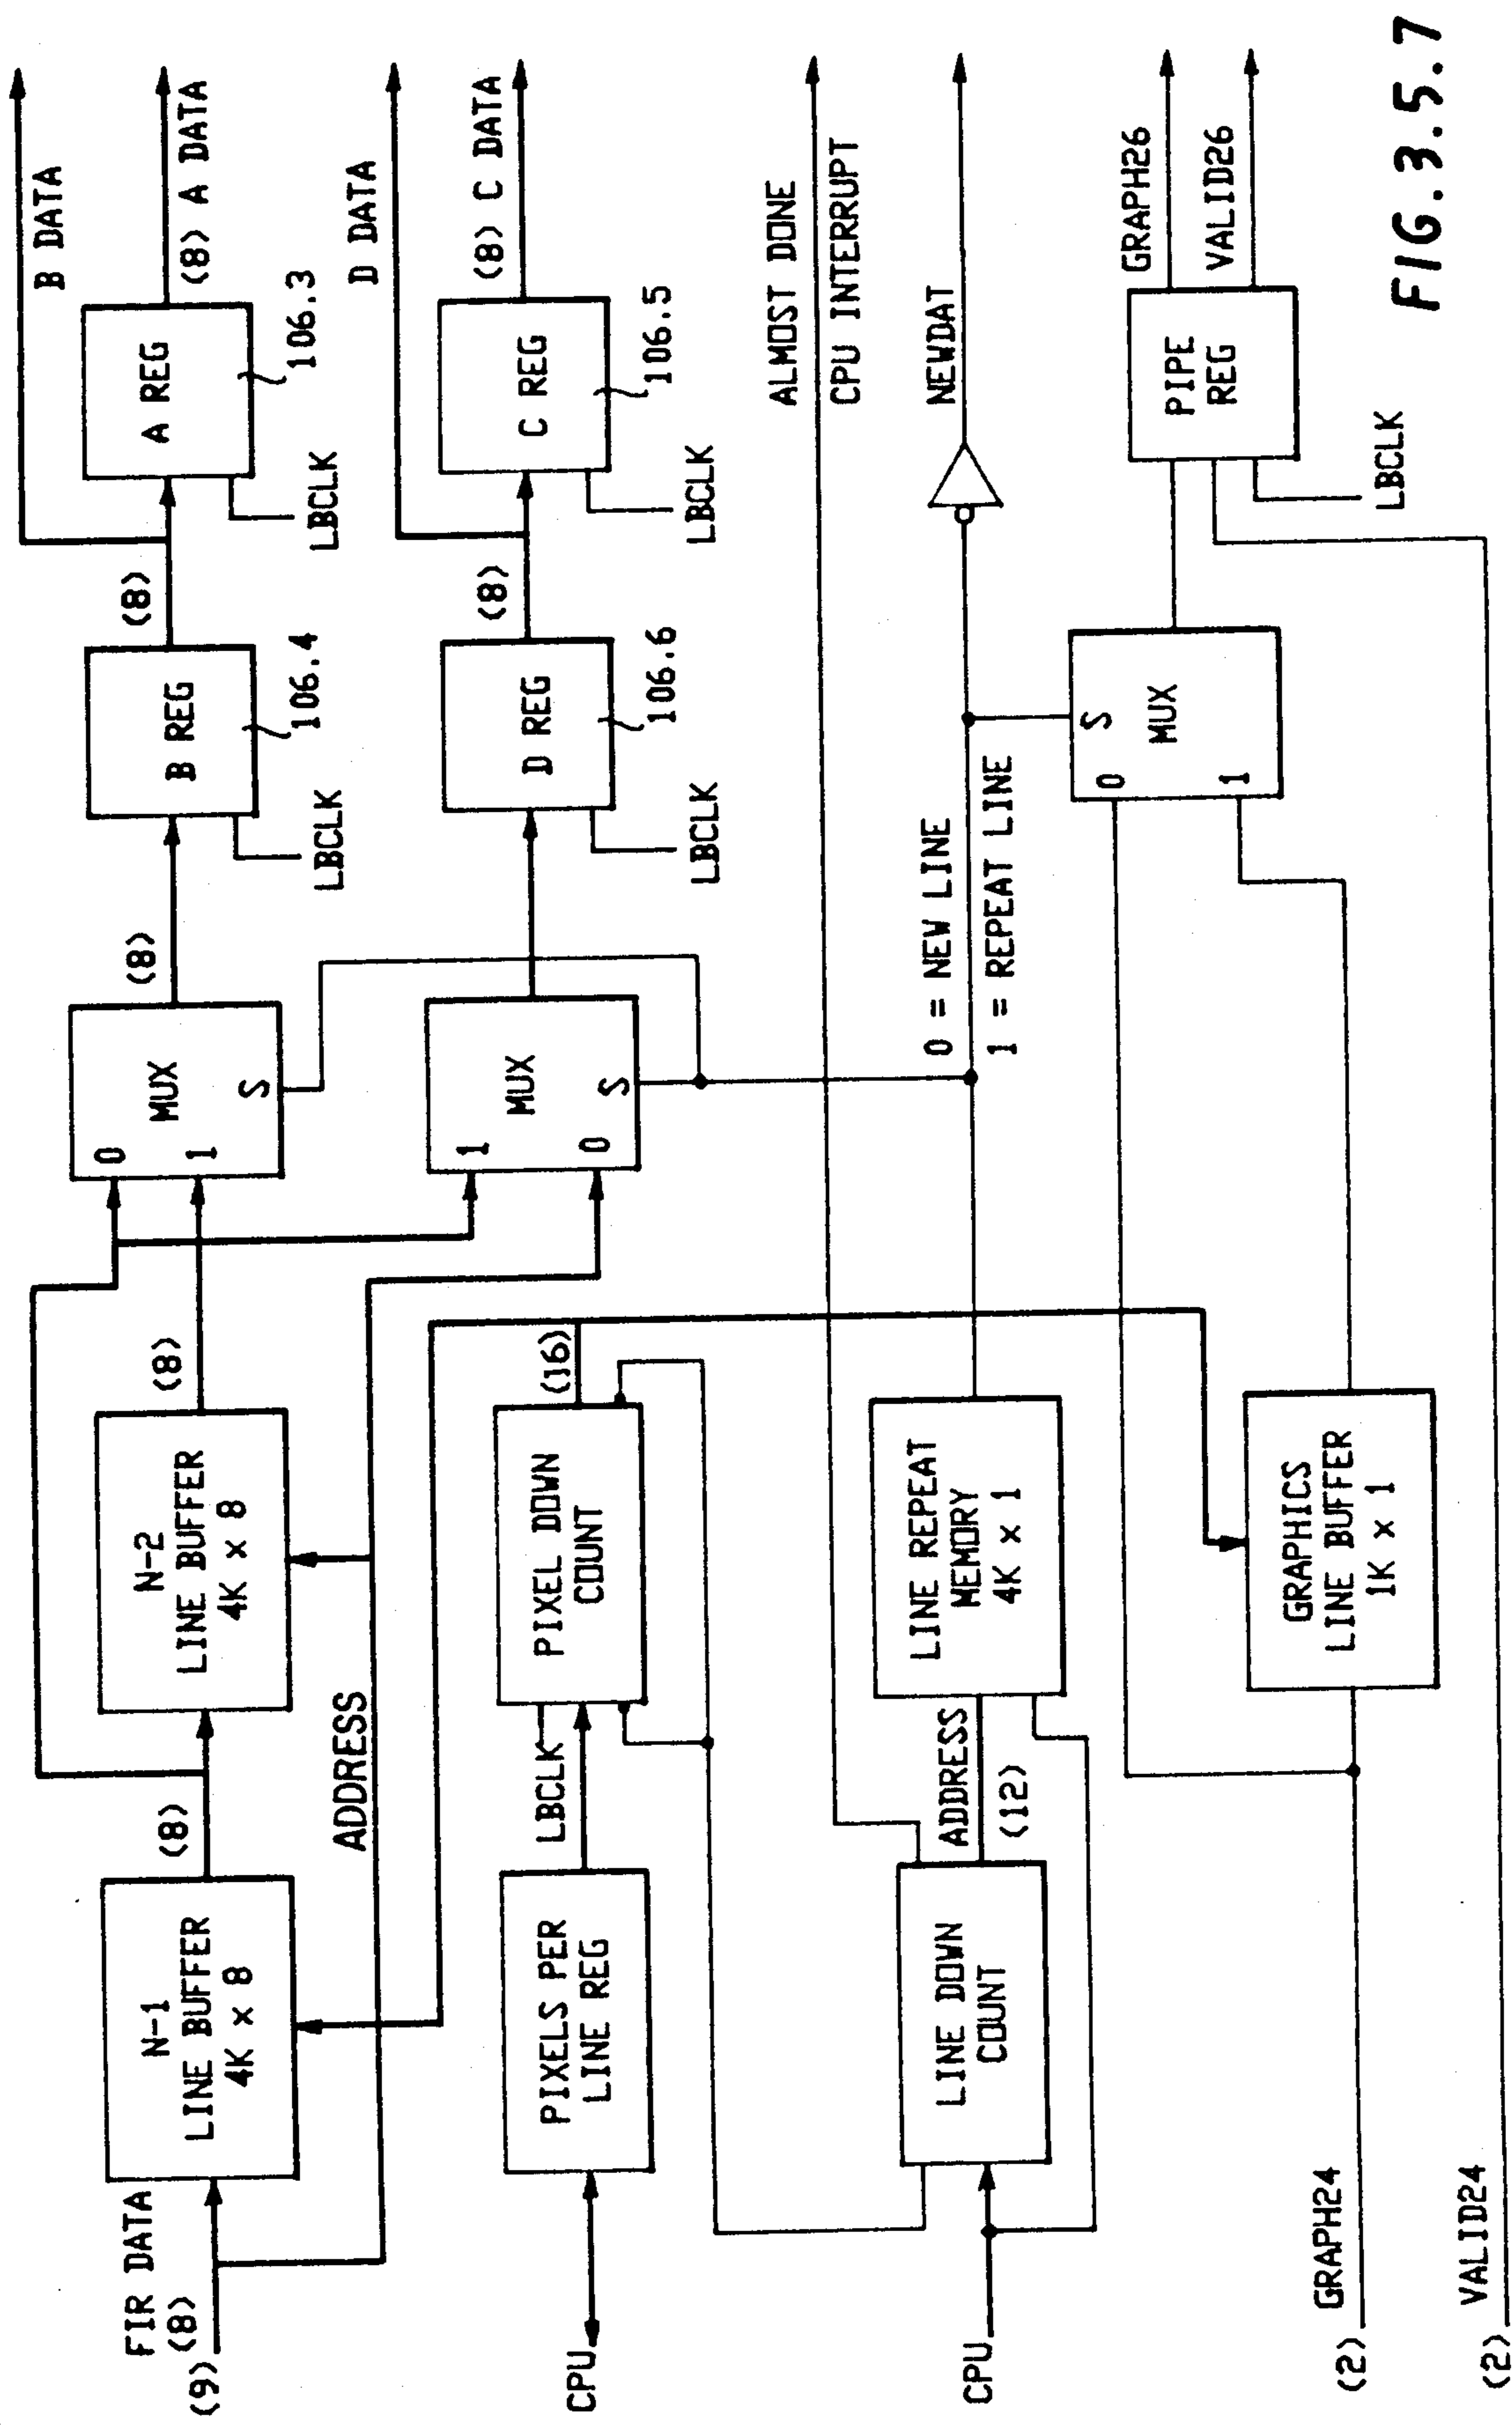 B DATA
(8) A DATA
A REG
106.3
LBCLK
(8)
B REG
106.4
LBCLK
(8)
0
MUX
1
S
(8)
N-2
LINE BUFFER
4K x 8
(8)
N-1
LINE BUFFER
4K x 8
FIR DATA
(8)
(9)
D DATA
(8) C DATA
C REG
106.5
LBCLK
(8)
D REG
106.6
LBCLK
1
MUX
0
S
ADDRESS
(16)
PIXEL DOWN
COUNT
LBCLK
PIXELS PER
LINE REG
CPU
ALMOST DONE
CPU INTERRUPT
NEWDAT
0 = NEW LINE
1 = REPEAT LINE
LINE REPEAT
MEMORY
4K x 1
ADDRESS
(12)
LINE DOWN
COUNT
CPU
GRAPH26
VALID26
PIPE
REG
LBCLK
S
0
MUX
1
GRAPHICS
LINE BUFFER
1K x 1
GRAPH24
(2)
VALID24
(2)
FIG.3.5.7